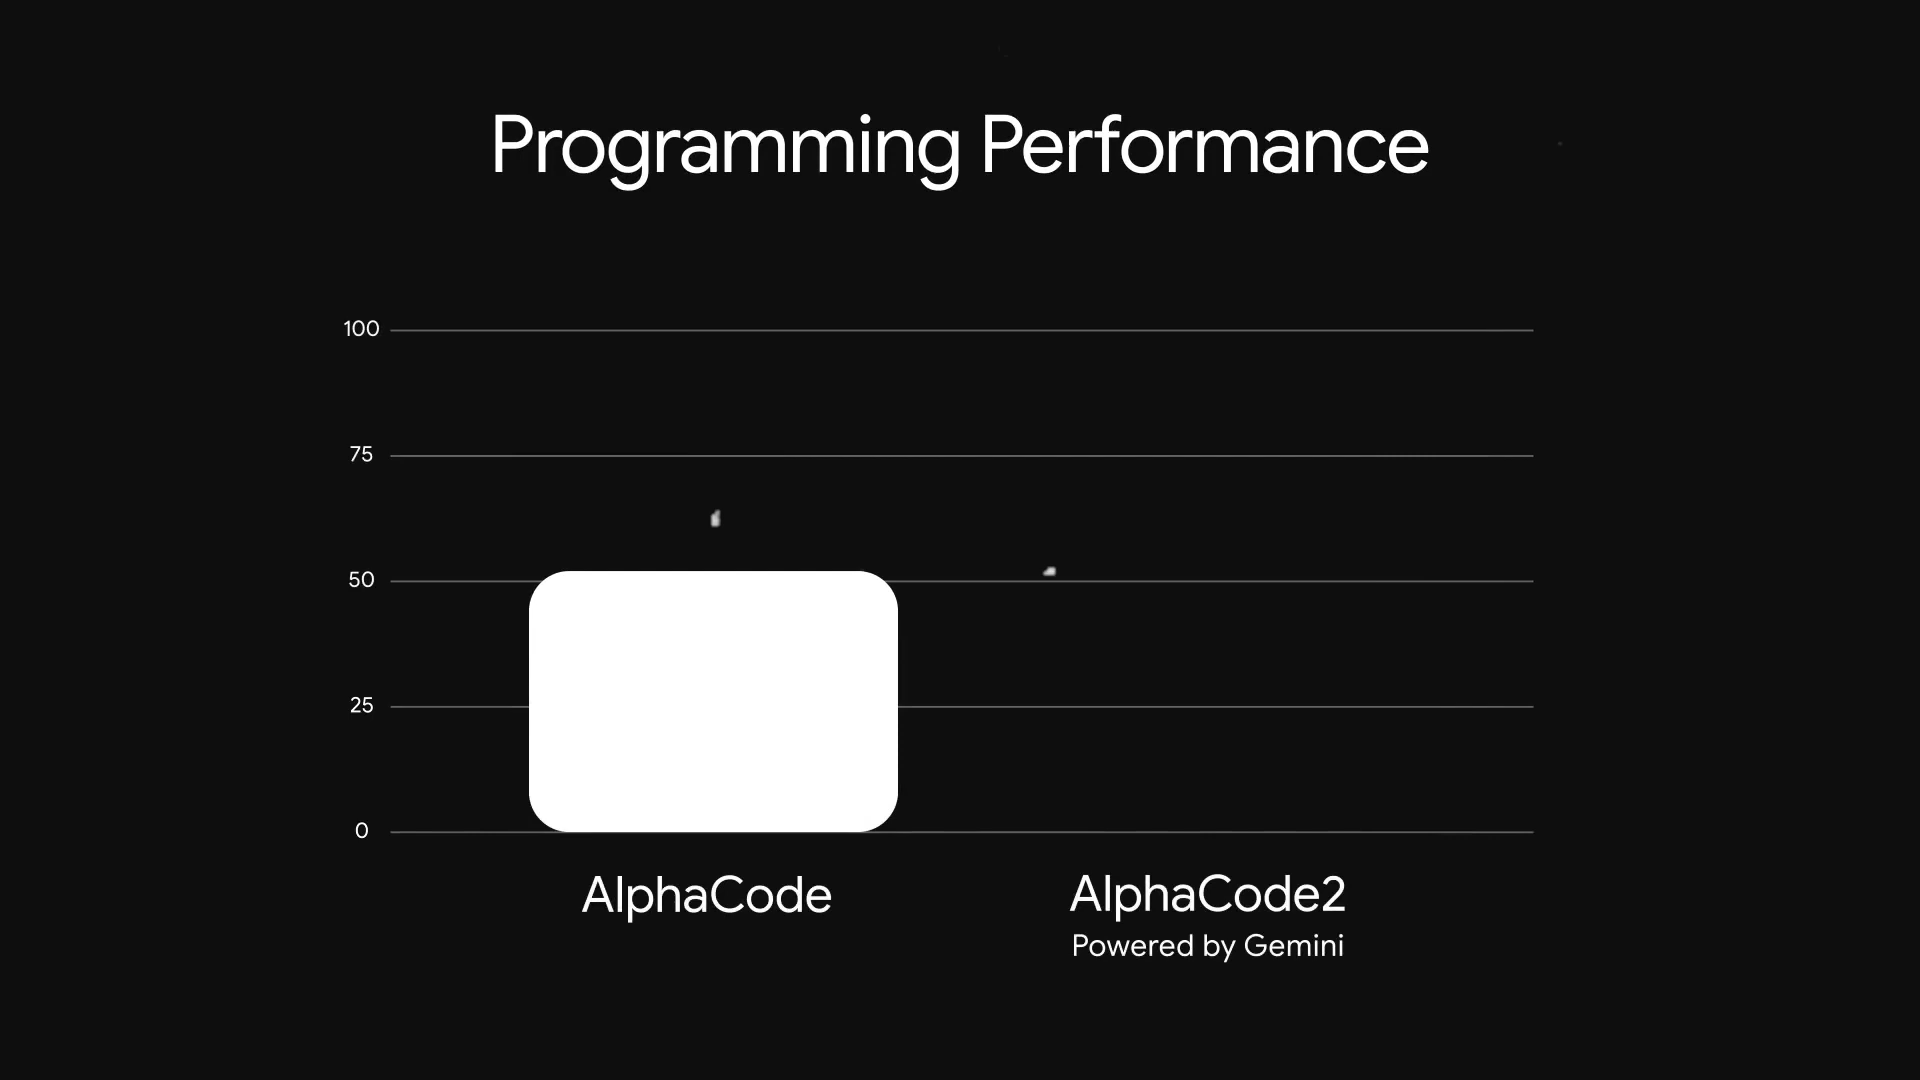 Programming Performance
100
75
50
25
0
AlphaCode
AlphaCode2
Powered by Gemini